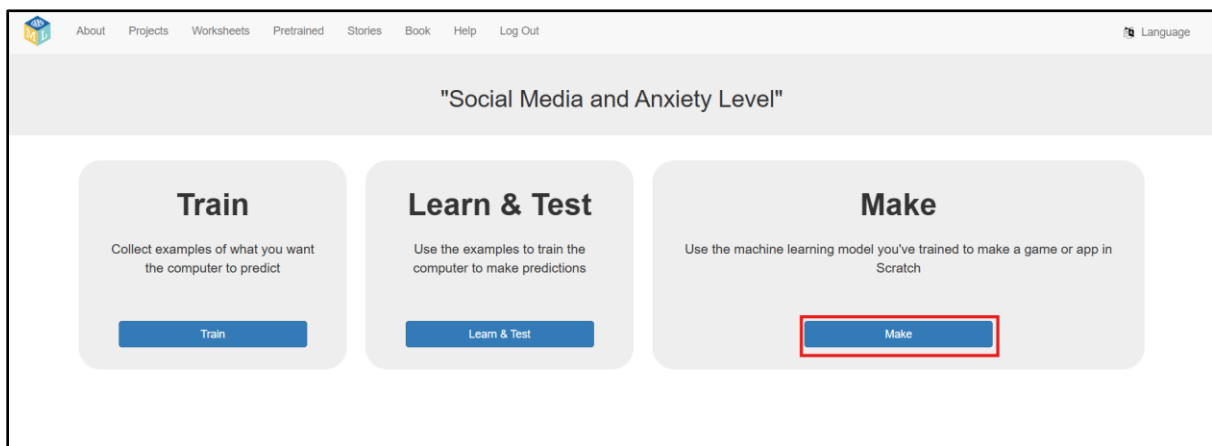 About Projects Worksheets Pretrained Stories Book Help Log Out Language
"Social Media and Anxiety Level"
Train
Collect examples of what you want
the computer to predict
Train
Learn & Test
Use the examples to train the
computer to make predictions
Learn & Test
Make
Use the machine learning model you've trained to make a game or app in
Scratch
Make